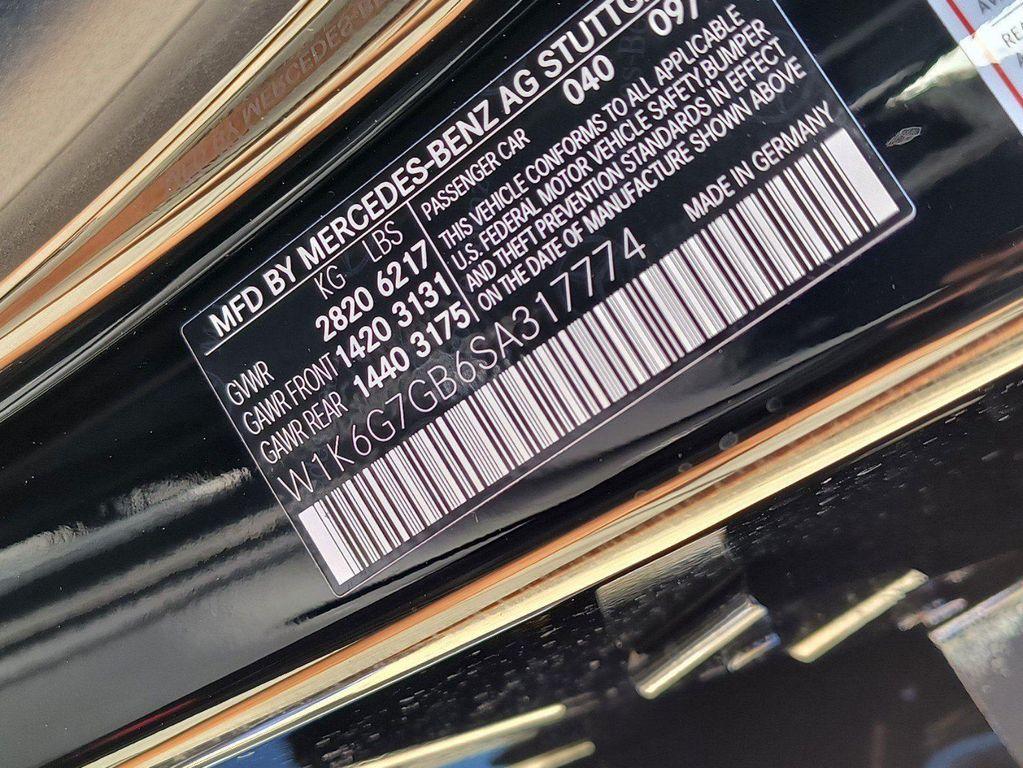 MFD BY MERCEDES-BENZ AG STUTTG
KG LBS
GVWR 2820 6217
GAWR FRONT 1420 3131
GAWR REAR 1440 3175
PASSENGER CAR 040 097
THIS VEHICLE CONFORMS TO ALL APPLICABLE
U.S. FEDERAL MOTOR VEHICLE SAFETY, BUMPER
AND THEFT PREVENTION STANDARDS IN EFFECT
ON THE DATE OF MANUFACTURE SHOWN ABOVE
W1K6G7GB6SA317774 MADE IN GERMANY